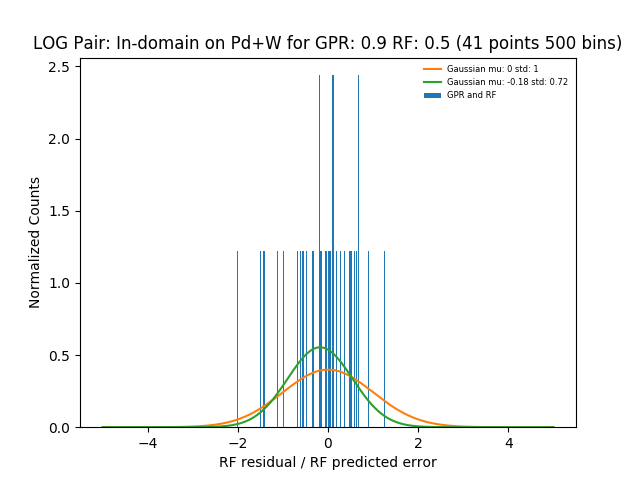 LOG Pair: In-domain on Pd+W for GPR: 0.9 RF: 0.5 (41 points 500 bins)
Gaussian mu: 0 std: 1
Gaussian mu: -0.18 std: 0.72
GPR and RF
Normalized Counts
2.5
2.0
1.5
1.0
0.5
0.0
−4 −2 0 2 4
RF residual / RF predicted error